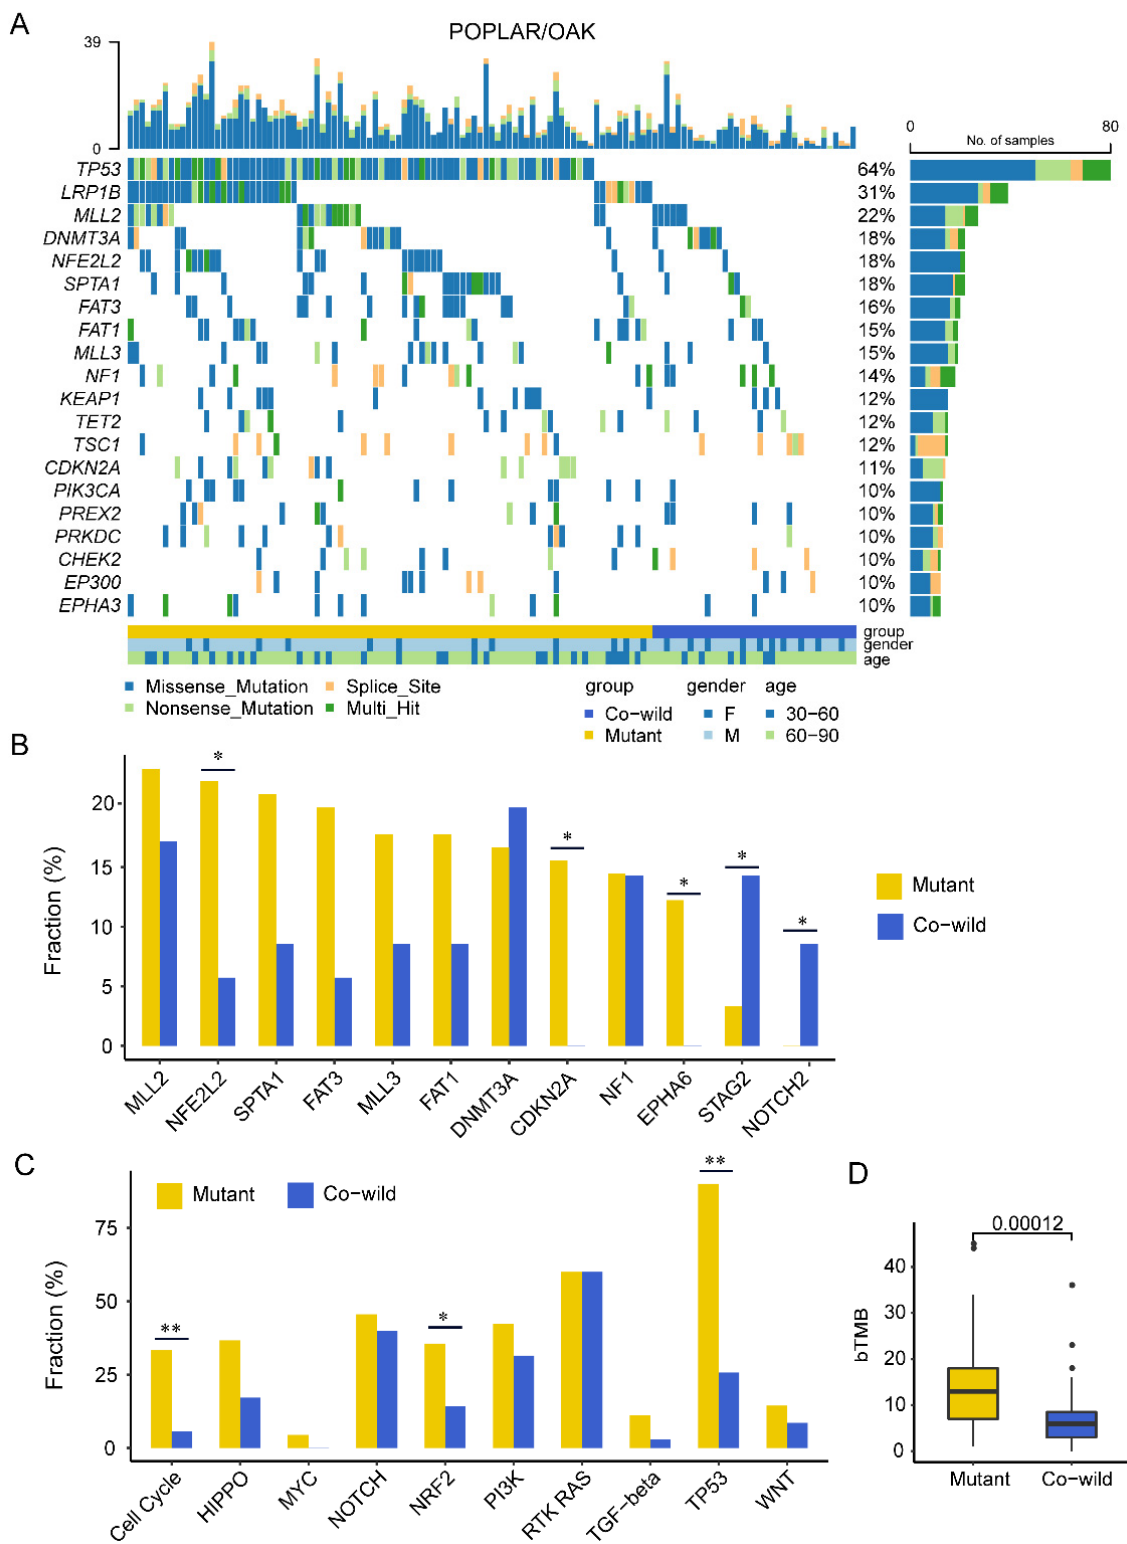 A
POPLAR/OAK
39
0
0
80
No. of samples
TP53 64%
LRP1B 31%
MLL2 22%
DNMT3A 18%
NFE2L2 18%
SPTA1 18%
FAT3 16%
FAT1 15%
MLL3 15%
NF1 14%
KEAP1 12%
TET2 12%
TSC1 12%
CDKN2A 11%
PIK3CA 10%
PREX2 10%
PRKDC 10%
CHEK2 10%
EP300 10%
EPHA3 10%
group
gender
age
Missense_Mutation Splice_Site group gender age
Nonsense_Mutation Multi_Hit Co−wild F 30−60
Mutant M 60−90
B
Fraction (%)
20
15
10
5
0
* * * * *
MLL2 NFE2L2 SPTA1 FAT3 MLL3 FAT1 DNMT3A CDKN2A NF1 EPHA6 STAG2 NOTCH2
Mutant
Co−wild
C
Mutant Co−wild
Fraction (%)
75
50
25
0
** * **
Cell Cycle HIPPO MYC NOTCH NRF2 PI3K RTK RAS TGF−beta TP53 WNT
D
0.00012
bTMB
40
30
20
10
0
Mutant Co−wild